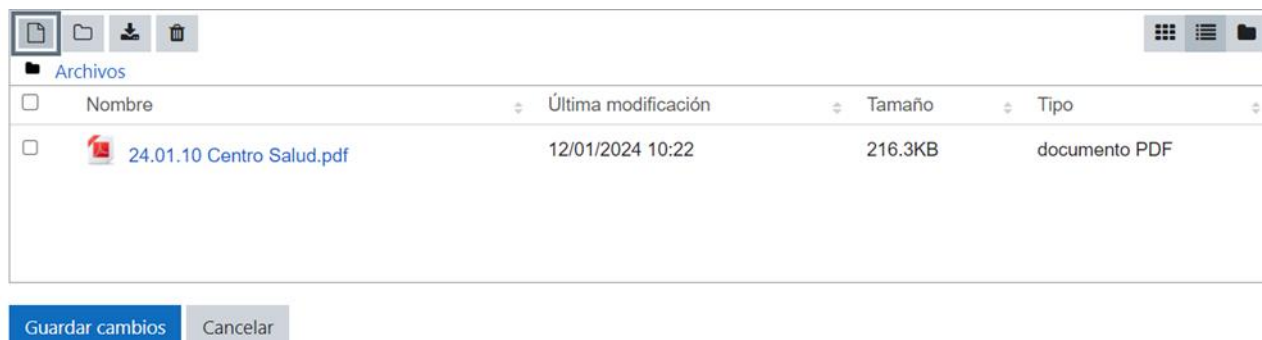 Archivos
Nombre Última modificación Tamaño Tipo
24.01.10 Centro Salud.pdf 12/01/2024 10:22 216.3KB documento PDF
Guardar cambios Cancelar